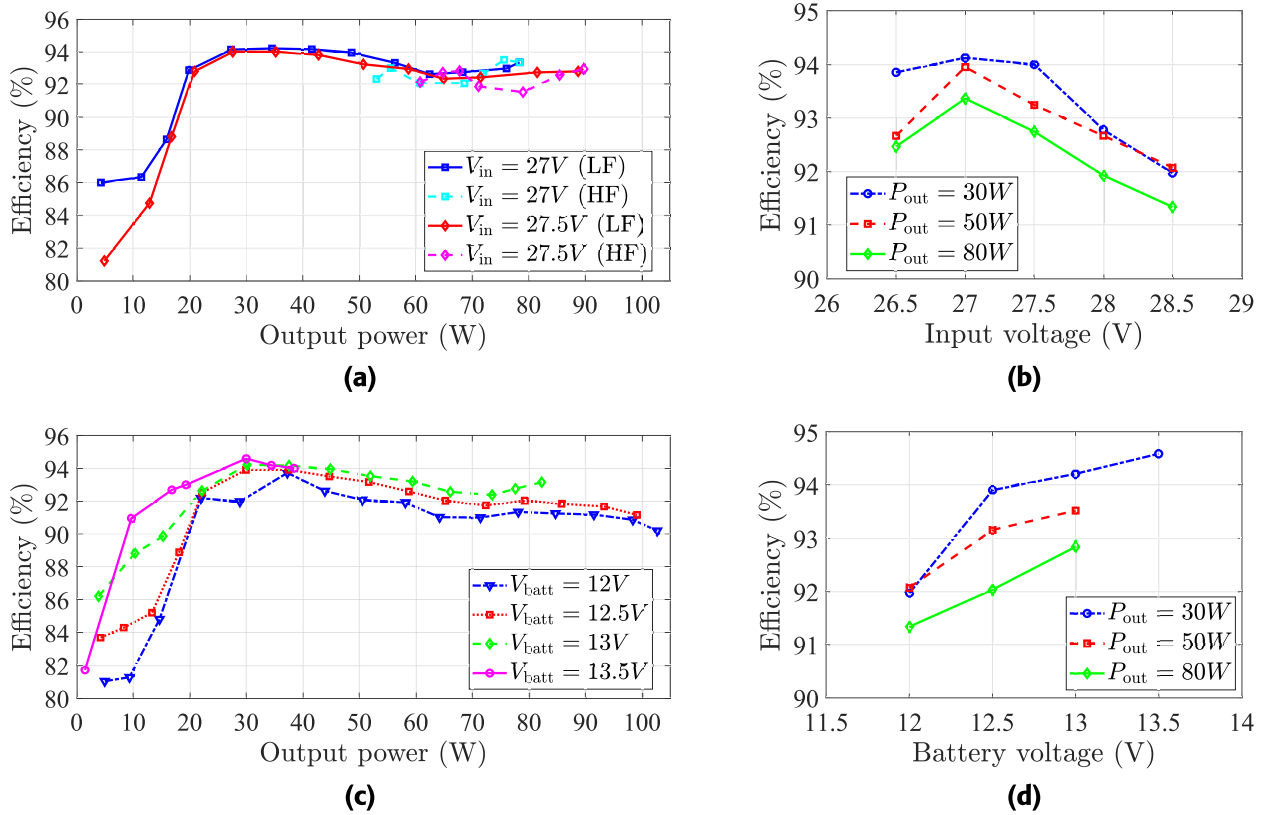 96
94
92
90
88
86
84
82
80
Efficiency (%)
V_in = 27V (LF)
V_in = 27V (HF)
V_in = 27.5V (LF)
V_in = 27.5V (HF)
0 10 20 30 40 50 60 70 80 90 100
Output power (W)
(a)
95
94
93
92
91
90
Efficiency (%)
P_out = 30W
P_out = 50W
P_out = 80W
26 26.5 27 27.5 28 28.5 29
Input voltage (V)
(b)
96
94
92
90
88
86
84
82
80
Efficiency (%)
V_batt = 12V
V_batt = 12.5V
V_batt = 13V
V_batt = 13.5V
0 10 20 30 40 50 60 70 80 90 100
Output power (W)
(c)
95
94
93
92
91
90
Efficiency (%)
P_out = 30W
P_out = 50W
P_out = 80W
11.5 12 12.5 13 13.5 14
Battery voltage (V)
(d)